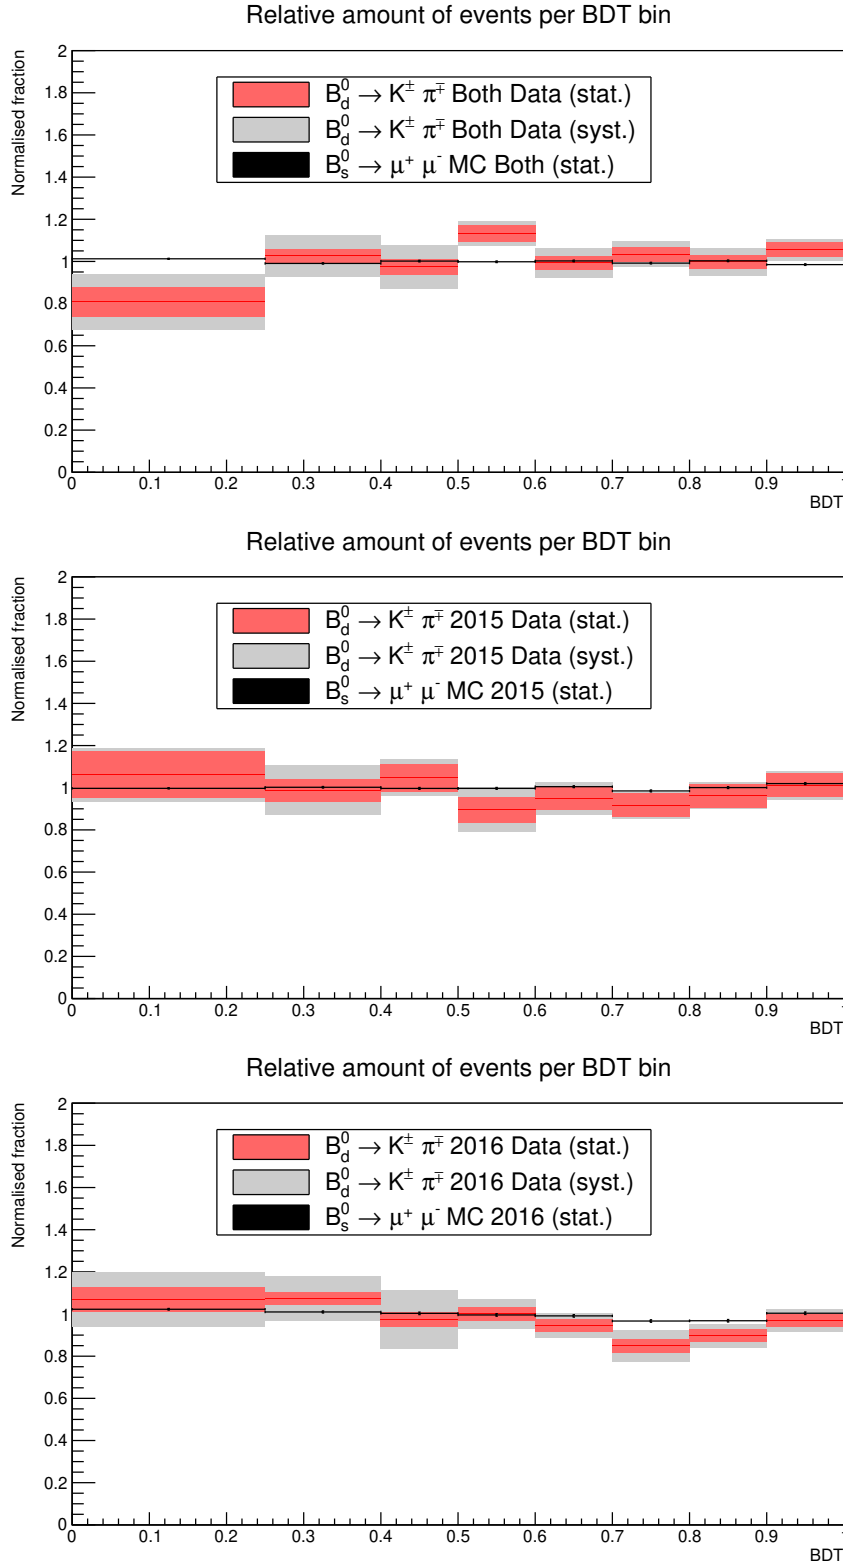 Relative amount of events per BDT bin
Normalised fraction
2
1.8
1.6
1.4
1.2
1
0.8
0.6
0.4
0.2
0
B⁰d → K± π∓ Both Data (stat.)
B⁰d → K± π∓ Both Data (syst.)
B⁰s → μ⁺ μ⁻ MC Both (stat.)
0 0.1 0.2 0.3 0.4 0.5 0.6 0.7 0.8 0.9
BDT
Relative amount of events per BDT bin
Normalised fraction
2
1.8
1.6
1.4
1.2
1
0.8
0.6
0.4
0.2
0
B⁰d → K± π∓ 2015 Data (stat.)
B⁰d → K± π∓ 2015 Data (syst.)
B⁰s → μ⁺ μ⁻ MC 2015 (stat.)
0 0.1 0.2 0.3 0.4 0.5 0.6 0.7 0.8 0.9
BDT
Relative amount of events per BDT bin
Normalised fraction
2
1.8
1.6
1.4
1.2
1
0.8
0.6
0.4
0.2
0
B⁰d → K± π∓ 2016 Data (stat.)
B⁰d → K± π∓ 2016 Data (syst.)
B⁰s → μ⁺ μ⁻ MC 2016 (stat.)
0 0.1 0.2 0.3 0.4 0.5 0.6 0.7 0.8 0.9
BDT